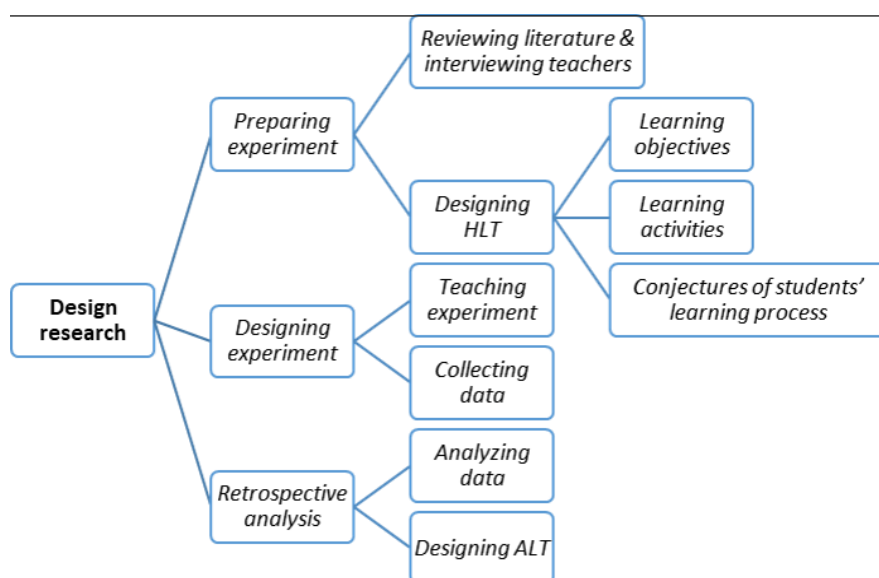 Reviewing literature &
interviewing teachers
Preparing
experiment
Learning
objectives
Designing
HLT
Learning
activities
Conjectures of students’
learning process
Design
research
Designing
experiment
Teaching
experiment
Collecting
data
Retrospective
analysis
Analyzing
data
Designing ALT